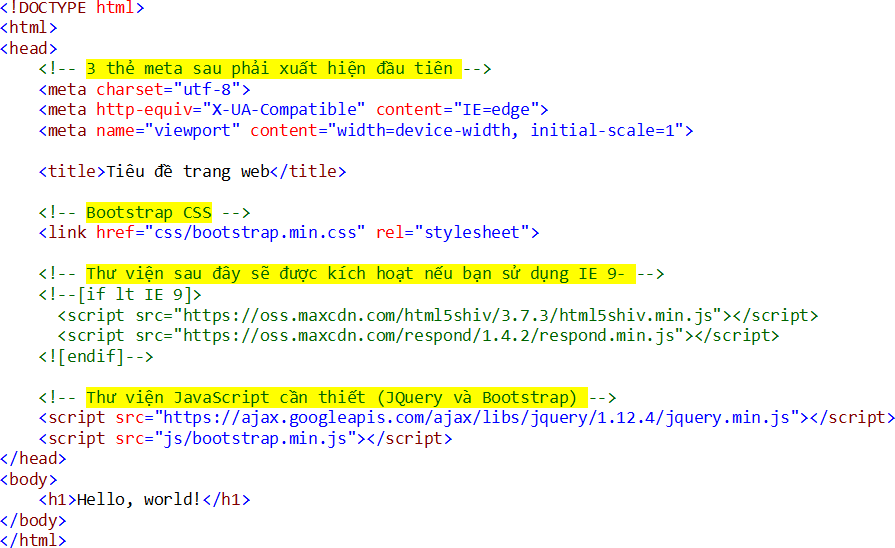 <!DOCTYPE html>
<html>
<head>
    <!-- 3 thẻ meta sau phải xuất hiện đầu tiên -->
    <meta charset="utf-8">
    <meta http-equiv="X-UA-Compatible" content="IE=edge">
    <meta name="viewport" content="width=device-width, initial-scale=1">

    <title>Tiêu đề trang web</title>

    <!-- Bootstrap CSS -->
    <link href="css/bootstrap.min.css" rel="stylesheet">

    <!-- Thư viện sau đây sẽ được kích hoạt nếu bạn sử dụng IE 9- -->
    <!--[if lt IE 9]>
      <script src="https://oss.maxcdn.com/html5shiv/3.7.3/html5shiv.min.js"></script>
      <script src="https://oss.maxcdn.com/respond/1.4.2/respond.min.js"></script>
    <![endif]-->

    <!-- Thư viện JavaScript cần thiết (JQuery và Bootstrap) -->
    <script src="https://ajax.googleapis.com/ajax/libs/jquery/1.12.4/jquery.min.js"></script>
    <script src="js/bootstrap.min.js"></script>
</head>
<body>
    <h1>Hello, world!</h1>
</body>
</html>